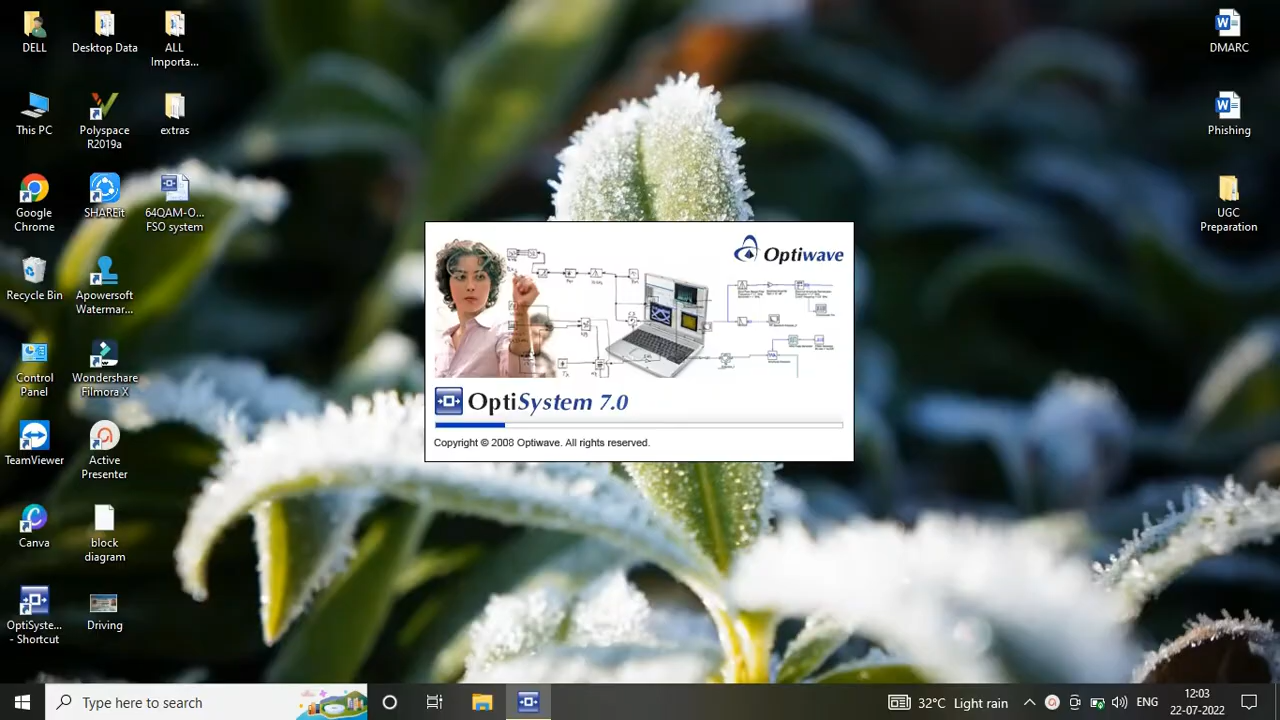 DELL
Desktop Data
ALL
Importa...
This PC
Polyspace
R2019a
extras
Google
Chrome
SHAREit
64QAM-O...
FSO system
Recycle Bin
Apowersoft
Watermar...
Control
Panel
Wondershare
Filmora X
TeamViewer
Active
Presenter
Canva
block
diagram
OptiSyste...
- Shortcut
Driving
Optiwave
OptiSystem 7.0
Copyright © 2008 Optiwave. All rights reserved.
DMARC
Phishing
UGC
Preparation
Type here to search
32°C Light rain
ENG
12:03
22-07-2022